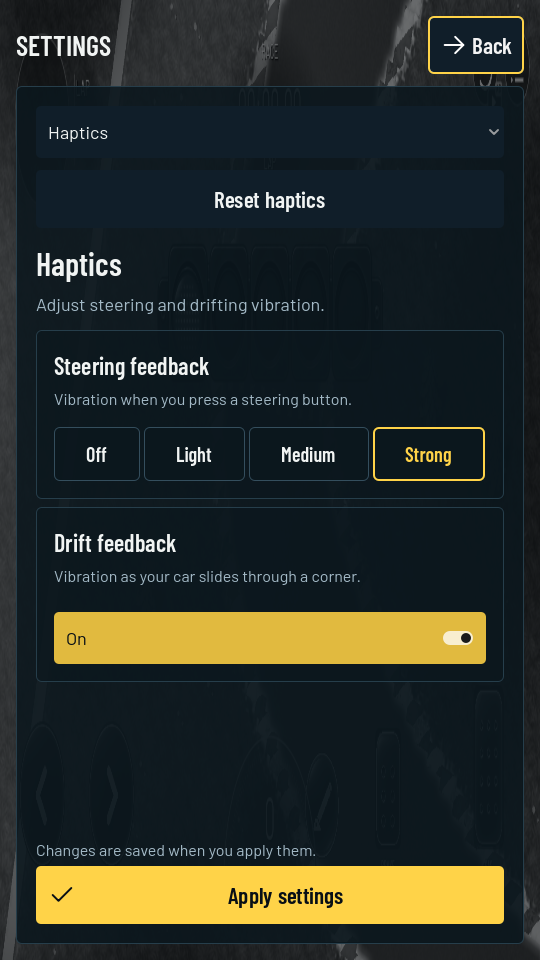 SETTINGS
Back
Haptics
Reset haptics
Haptics
Adjust steering and drifting vibration.
Steering feedback
Vibration when you press a steering button.
Off
Light
Medium
Strong
Drift feedback
Vibration as your car slides through a corner.
On
Changes are saved when you apply them.
Apply settings